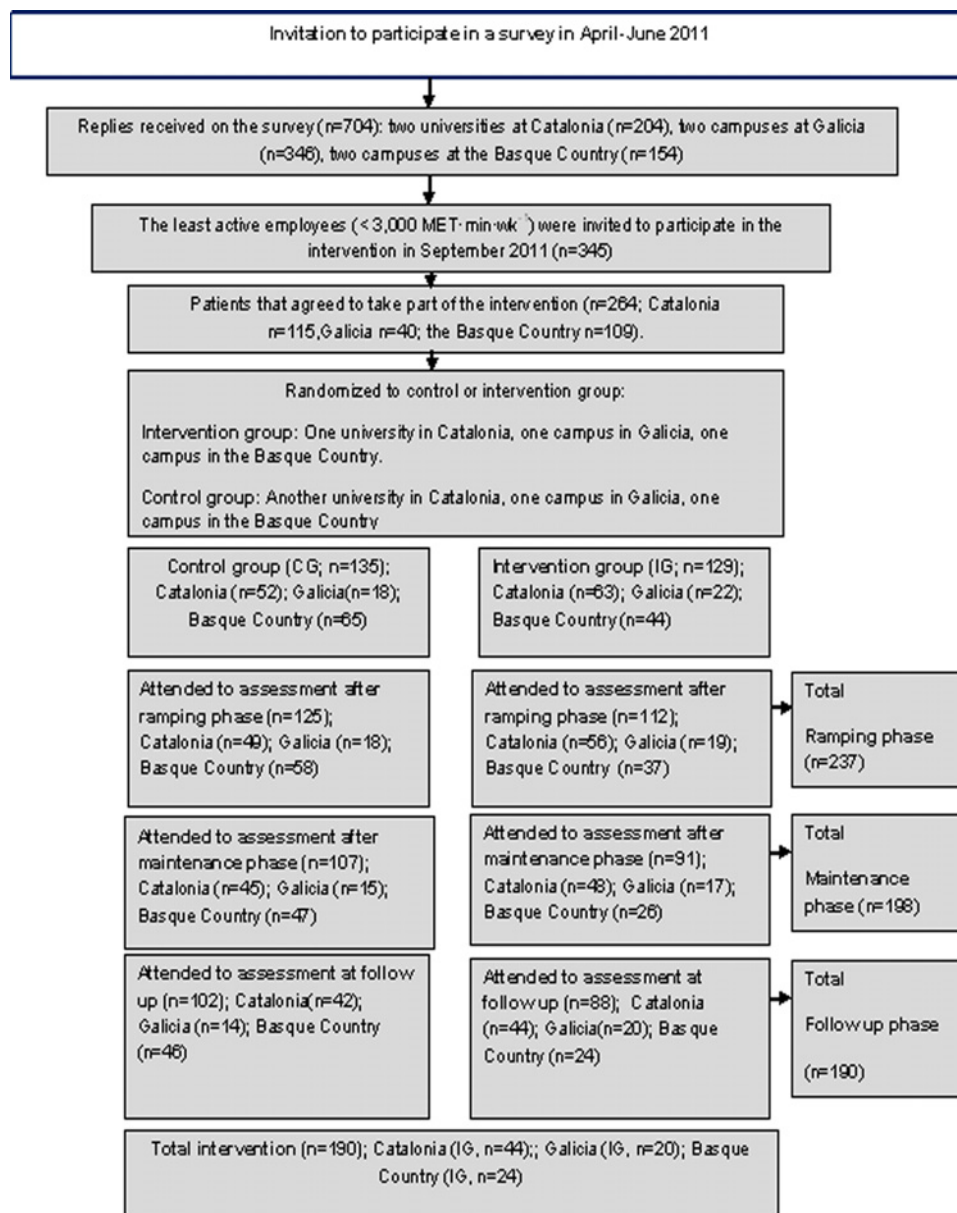 Invitation to participate in a survey in April-June 2011
Replies received on the survey (n=704): two universities at Catalonia (n=204), two campuses at Galicia
(n=346), two campuses at the Basque Country (n=154)
The least active employees (<3,000 MET·min·wk⁻¹) were invited to participate in the
intervention in September 2011 (n=345)
Patients that agreed to take part of the intervention (n=264; Catalonia
n=115,Galicia n=40; the Basque Country n=109).
Randomized to control or intervention group:
Intervention group: One university in Catalonia, one campus in Galicia, one
campus in the Basque Country.
Control group: Another university in Catalonia, one campus in Galicia, one
campus in the Basque Country
Control group (CG; n=135);
Catalonia (n=52); Galicia(n=18);
Basque Country (n=65)
Intervention group (IG; n=129);
Catalonia (n=63); Galicia (n=22);
Basque Country (n=44)
Attended to assessment after
ramping phase (n=125);
Catalonia (n=49); Galicia (n=18);
Basque Country (n=58)
Attended to assessment after
ramping phase (n=112);
Catalonia (n=56); Galicia (n=19);
Basque Country (n=37)
Total
Ramping phase
(n=237)
Attended to assessment after
maintenance phase (n=107);
Catalonia (n=45); Galicia (n=15);
Basque Country (n=47)
Attended to assessment after
maintenance phase (n=91);
Catalonia (n=48); Galicia (n=17);
Basque Country (n=26)
Total
Maintenance
phase (n=198)
Attended to assessment at follow
up (n=102); Catalonia(n=42);
Galicia (n=14); Basque Country
(n=46)
Attended to assessment at
follow up (n=88); Catalonia
(n=44); Galicia(n=20); Basque
Country (n=24)
Total
Follow up phase
(n=190)
Total intervention (n=190); Catalonia (IG, n=44);; Galicia (IG, n=20); Basque
Country (IG, n=24)